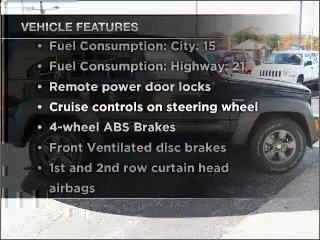 VEHICLE FEATURES
• Fuel Consumption: City: 15
• Fuel Consumption: Highway: 21
• Remote power door locks
• Cruise controls on steering wheel
• 4-wheel ABS Brakes
• Front Ventilated disc brakes
• 1st and 2nd row curtain head
airbags